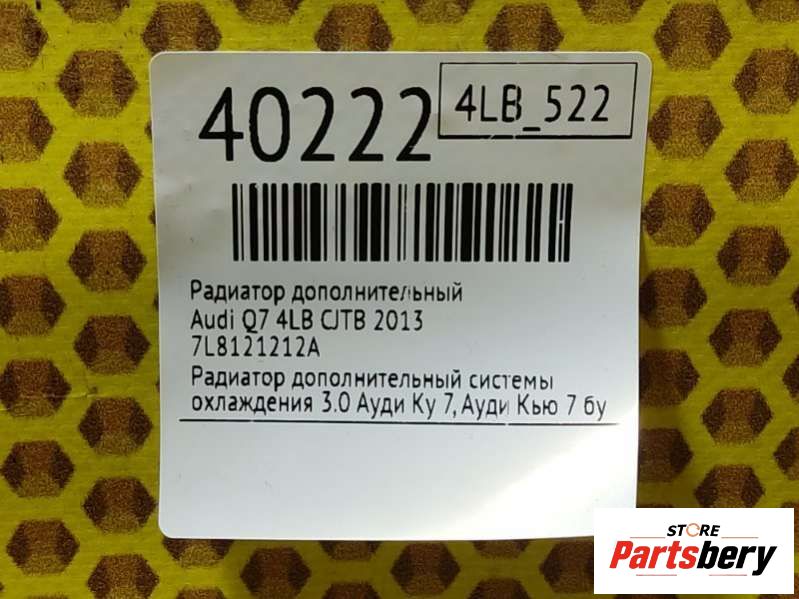 40222
4LB_522
Радиатор дополнительный
Audi Q7 4LB CJTB 2013
7L8121212A
Радиатор дополнительный системы
охлаждения 3.0 Ауди Ку 7, Ауди Кью 7 бу
STORE
Partsbery